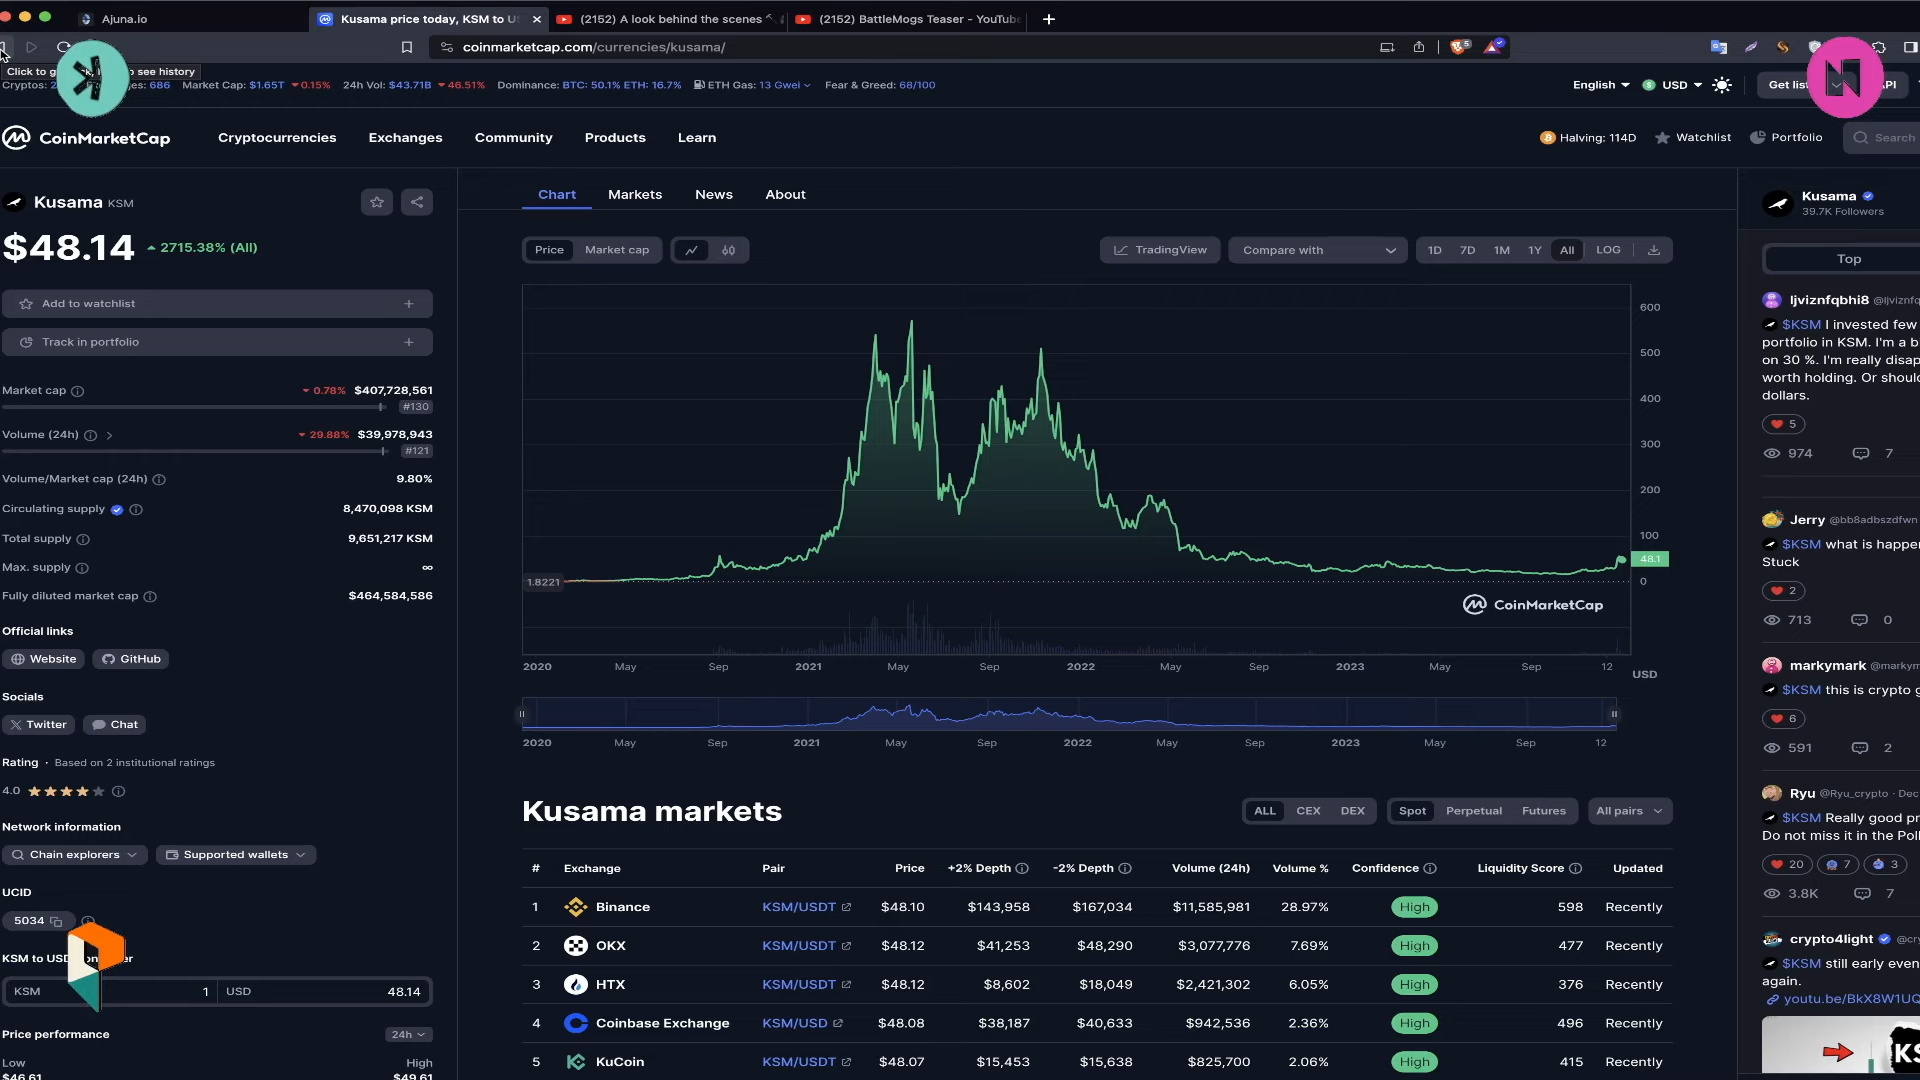 Ajuna.io
Kusama price today, KSM to US
(2152) A look behind the scenes
(2152) BattleMogs Teaser - YouTube
coinmarketcap.com/currencies/kusama/
Click to g to see history
Cryptos: 2 686 Market Cap: $1.65T 0.15% 24h Vol: $43.71B 46.51% Dominance: BTC: 50.1% ETH: 16.7% ETH Gas: 13 Gwei Fear & Greed: 68/100
English USD Get API
CoinMarketCap Cryptocurrencies Exchanges Community Products Learn
Halving: 114D Watchlist Portfolio Search
Kusama KSM
$48.14 2715.38% (All)
Add to watchlist
Track in portfolio
Market cap 0.78% $407,728,561
#130
Volume (24h) 29.88% $39,978,943
#121
Volume/Market cap (24h) 9.80%
Circulating supply 8,470,098 KSM
Total supply 9,651,217 KSM
Max. supply ∞
Fully diluted market cap $464,584,586
Official links
Website GitHub
Socials
Twitter Chat
Rating · Based on 2 institutional ratings
4.0
Network information
Chain explorers Supported wallets
UCID
5034
KSM to USD
KSM 1 USD 48.14
Price performance 24h
Low High
$46.61 $49.61
Chart Markets News About
Price Market cap
TradingView Compare with 1D 7D 1M 1Y All LOG
600
500
400
300
200
100
48.1
0
1.8221
CoinMarketCap
2020 May Sep 2021 May Sep 2022 May Sep 2023 May Sep 12
USD
2020 May Sep 2021 May Sep 2022 May Sep 2023 May Sep 12
Kusama markets
ALL CEX DEX Spot Perpetual Futures All pairs
# Exchange Pair Price +2% Depth -2% Depth Volume (24h) Volume % Confidence Liquidity Score Updated
1 Binance KSM/USDT $48.10 $143,958 $167,034 $11,585,981 28.97% High 598 Recently
2 OKX KSM/USDT $48.12 $41,253 $48,290 $3,077,776 7.69% High 477 Recently
3 HTX KSM/USDT $48.12 $8,602 $18,049 $2,421,302 6.05% High 376 Recently
4 Coinbase Exchange KSM/USD $48.08 $38,187 $40,633 $942,536 2.36% High 496 Recently
5 KuCoin KSM/USDT $48.07 $15,453 $15,638 $825,700 2.06% High 415 Recently
Kusama
39.7K Followers
Top
ljviznfqbhi8 @ljviznfq
$KSM I invested few
portfolio in KSM. I'm a bi
on 30 %. I'm really disap
worth holding. Or should
dollars.
5
974 7
Jerry @bb8adbszdfwn
$KSM what is happen
Stuck
2
713 0
markymark @markym
$KSM this is crypto g
6
591 2
Ryu @Ryu_crypto · Dec
$KSM Really good pr
Do not miss it in the Poll
20 7 3
3.8K 7
crypto4light @cry
$KSM still early even
again.
youtu.be/BkX8W1UQ
KS